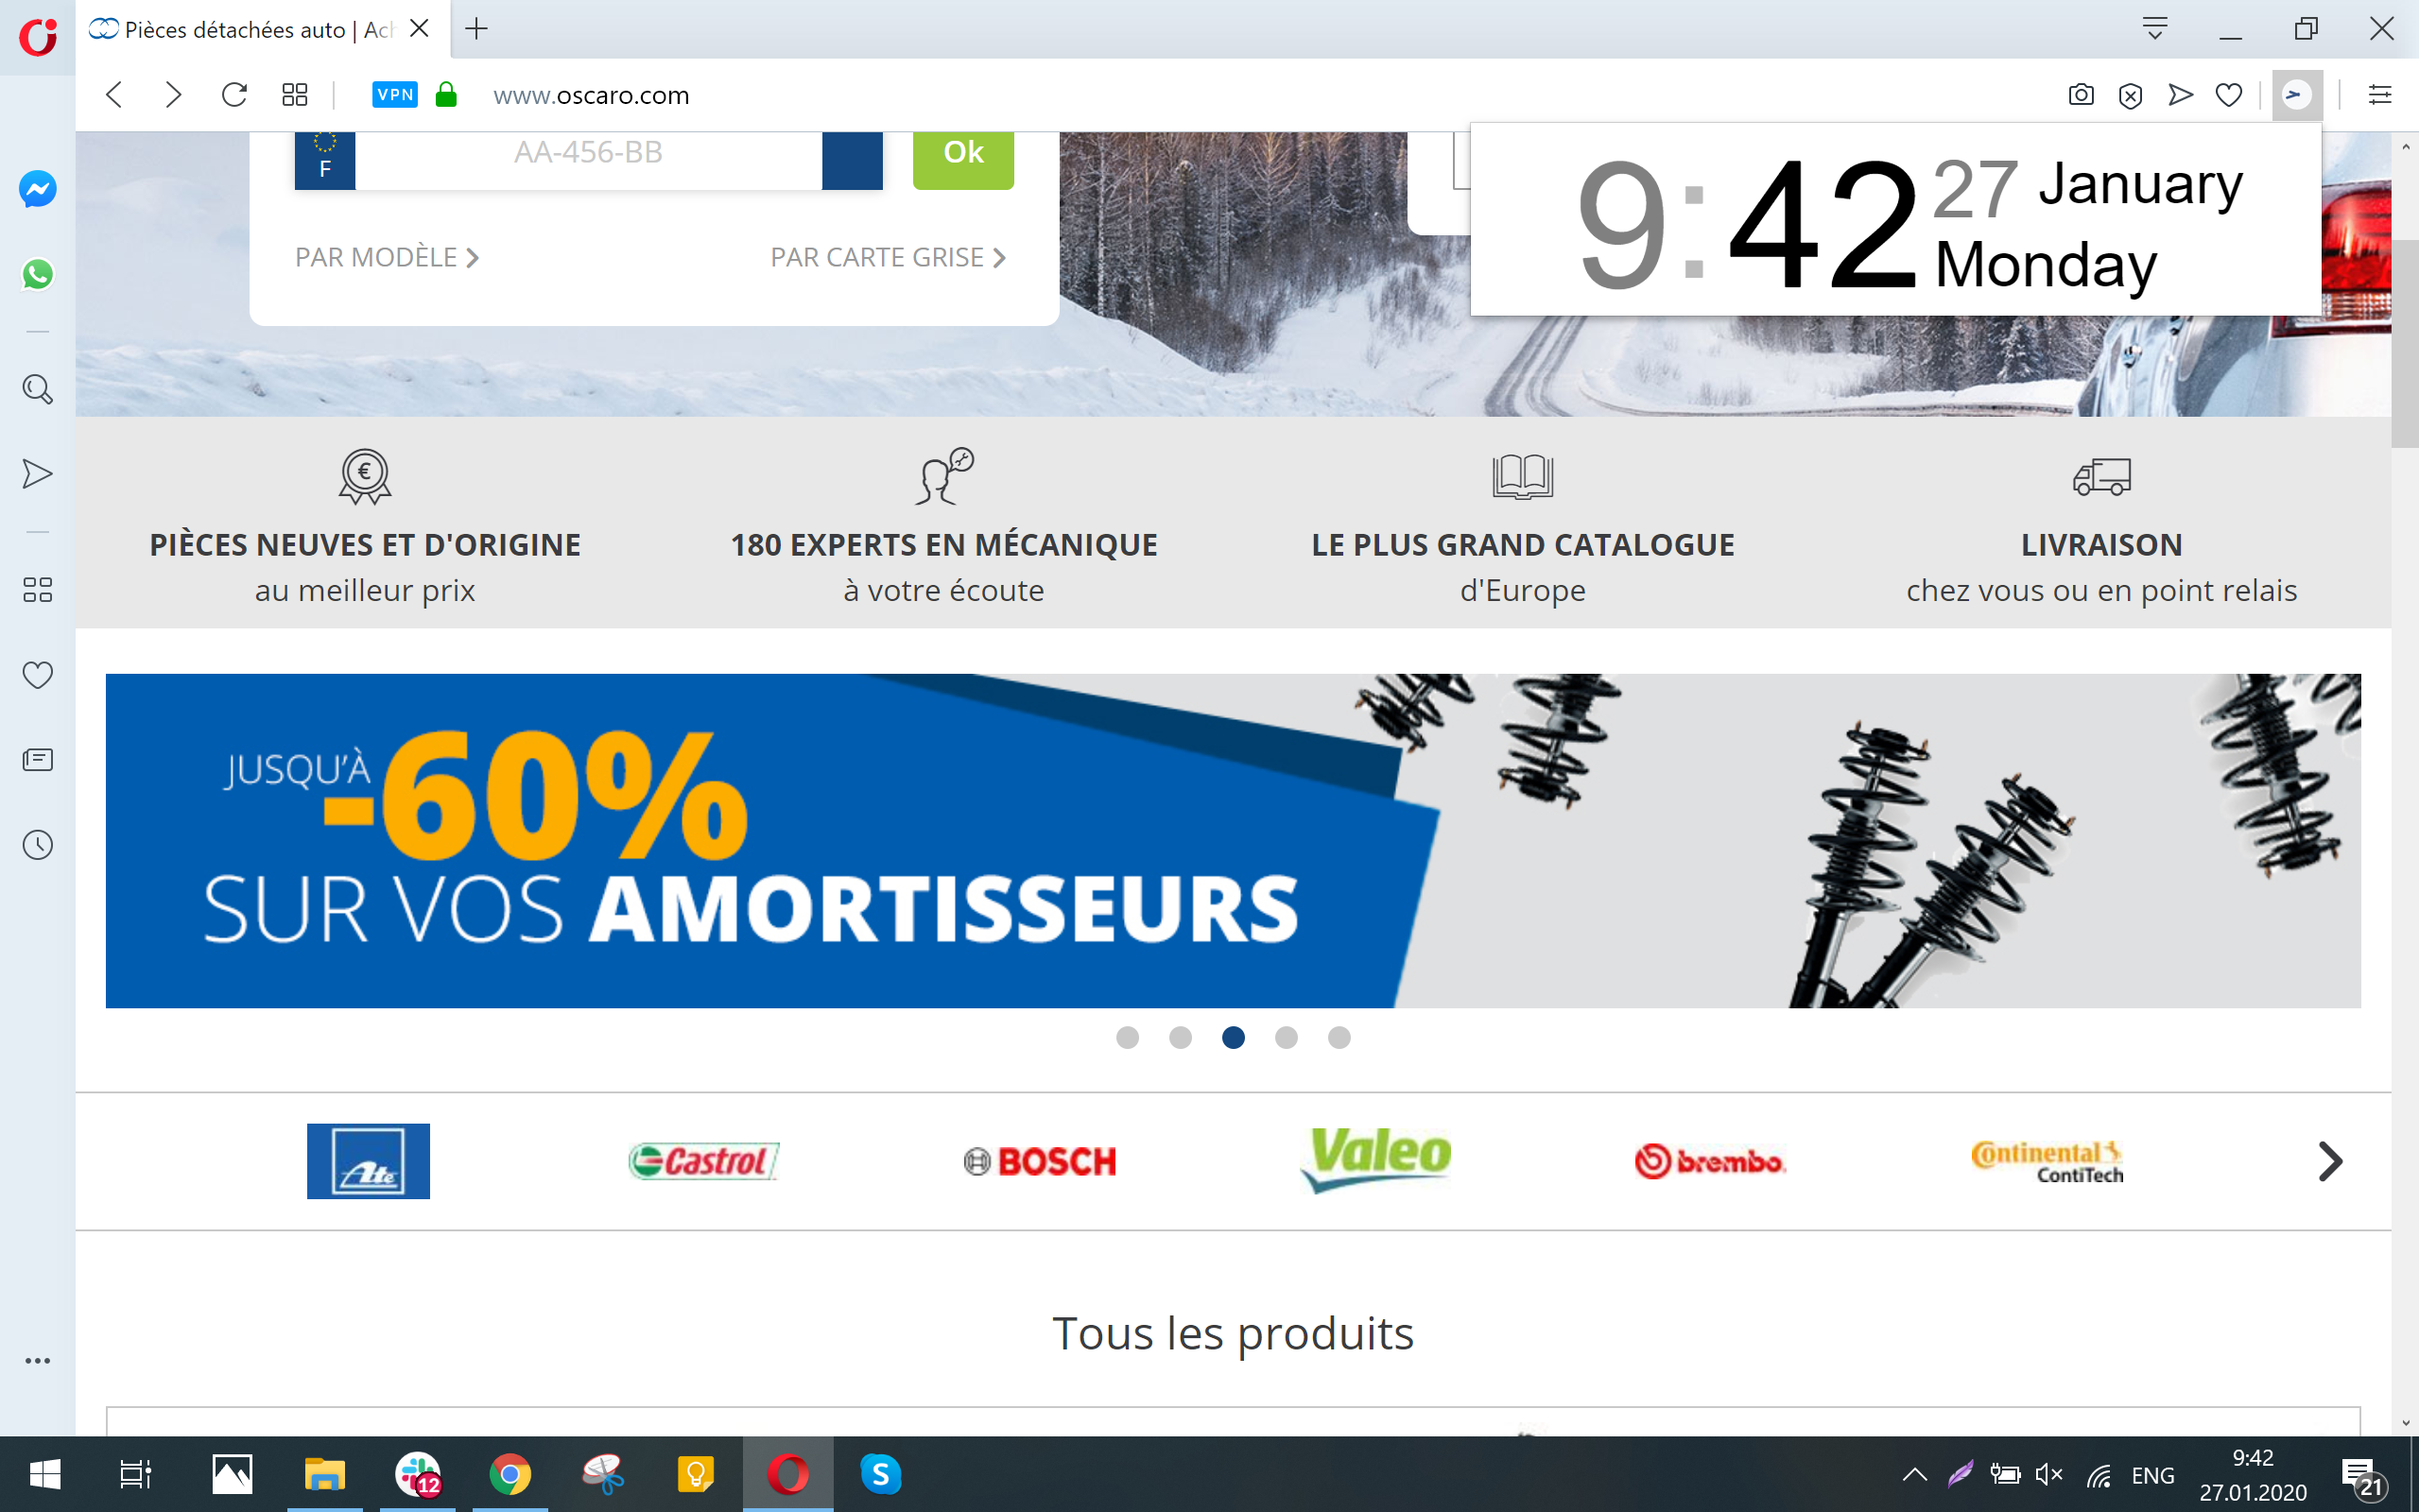 Pièces détachées auto | Ach
VPN
www.oscaro.com
F
AA-456-BB
Ok
PAR MODÈLE
PAR CARTE GRISE
9:42
27 January
Monday
€
PIÈCES NEUVES ET D'ORIGINE
au meilleur prix
180 EXPERTS EN MÉCANIQUE
à votre écoute
LE PLUS GRAND CATALOGUE
d'Europe
LIVRAISON
chez vous ou en point relais
JUSQU'À
-60%
SUR VOS AMORTISSEURS
Ate
Castrol
BOSCH
Valeo
brembo
Continental
ContiTech
Tous les produits
12
S
ENG
9:42
27.01.2020
21